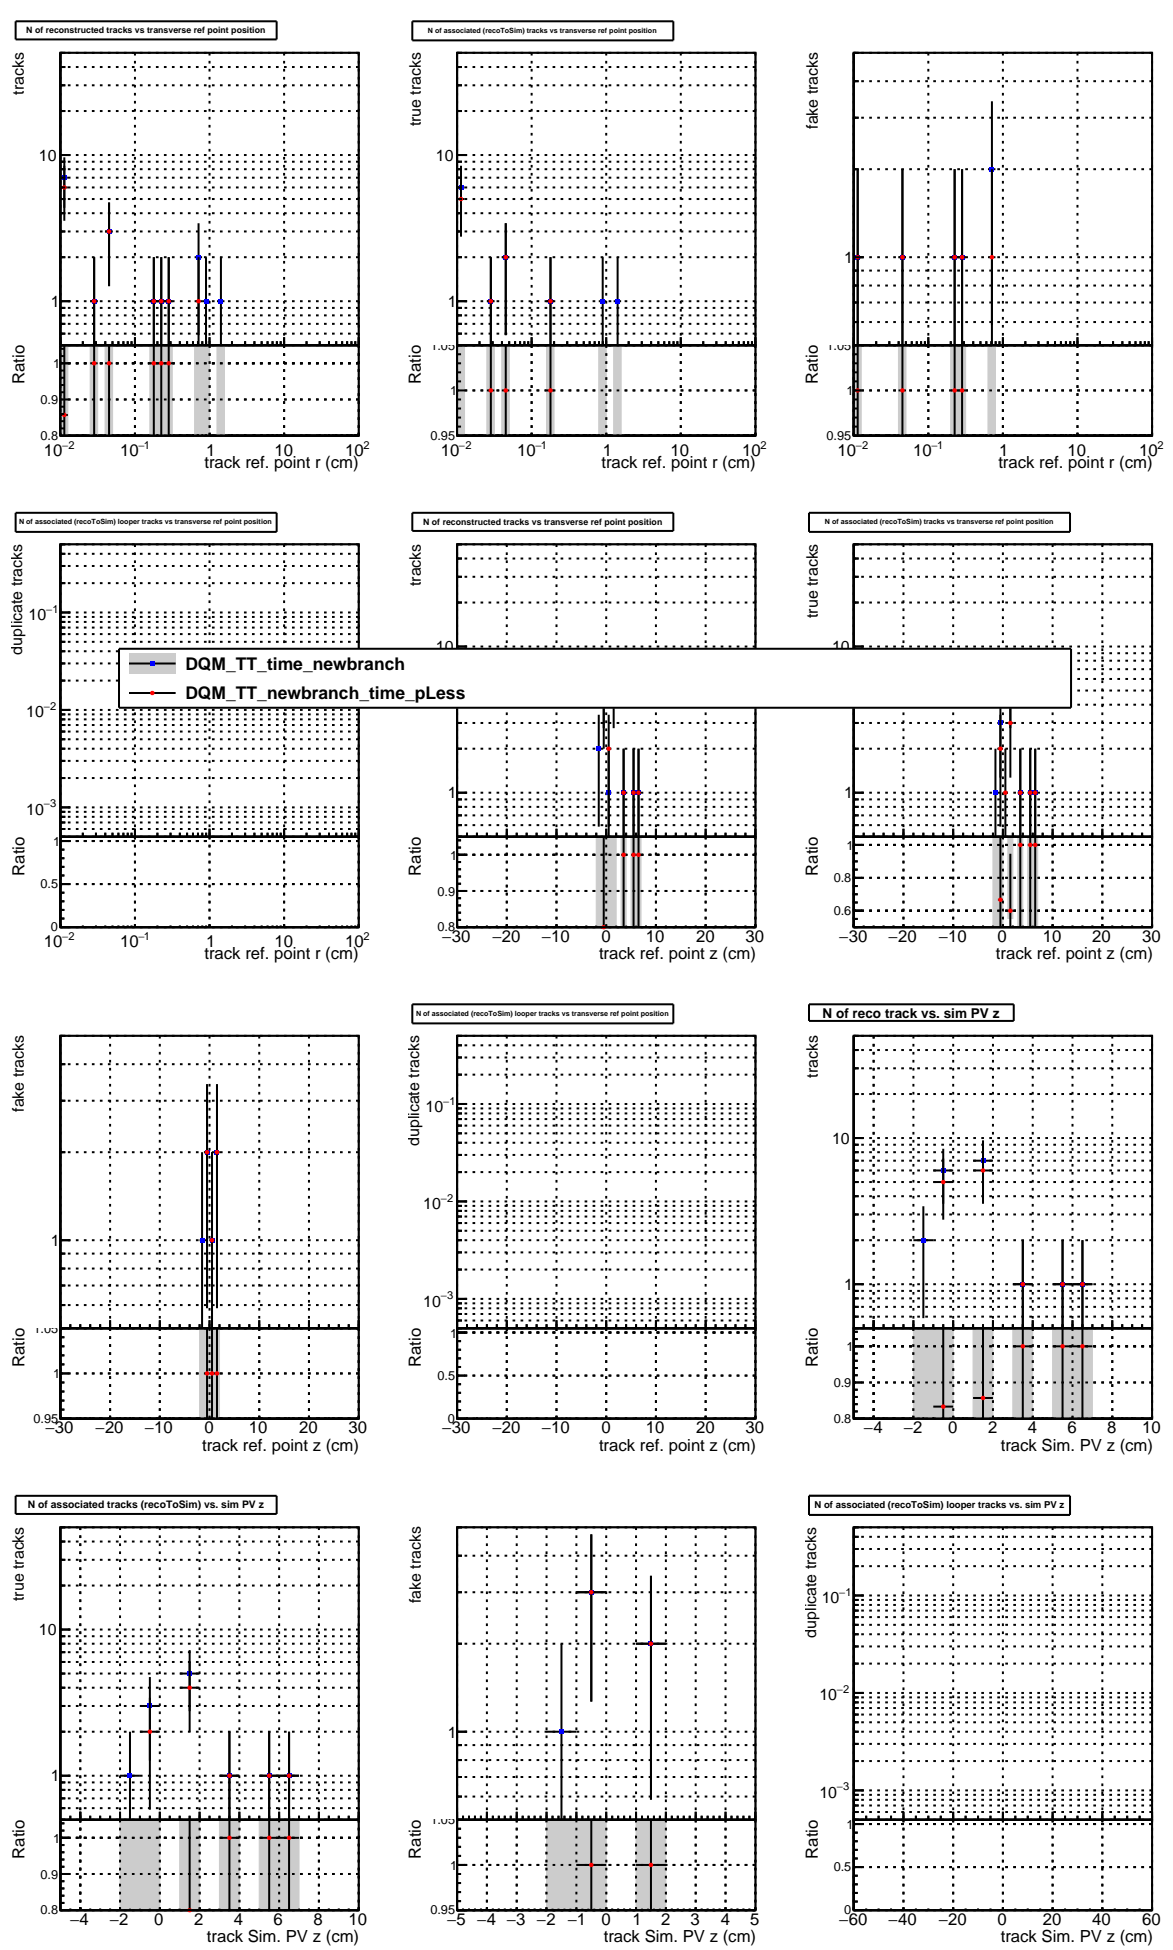 N of reconstructed tracks vs transverse ref point position
tracks
10
1
Ratio
1
0.9
0.8
10−2 10−1 1 10 102
track ref. point r (cm)
N of associated (recoToSim) tracks vs transverse ref point position
true tracks
10
1
Ratio
1.05
1
0.95
10−2 10−1 1 10 102
track ref. point r (cm)
fake tracks
1
Ratio
1.05
1
0.95
10−2 10−1 1 10 102
track ref. point r (cm)
N of associated (recoToSim) looper tracks vs transverse ref point position
duplicate tracks
10−1
10−2
10−3
Ratio
1
0.5
0
10−2 10−1 1 10 102
track ref. point r (cm)
N of reconstructed tracks vs transverse ref point position
tracks
10
1
Ratio
1
0.9
0.8
−30 −20 −10 0 10 20 30
track ref. point z (cm)
N of associated (recoToSim) tracks vs transverse ref point position
true tracks
1
Ratio
1
0.8
0.6
−30 −20 −10 0 10 20 30
track ref. point z (cm)
DQM_TT_time_newbranch
DQM_TT_newbranch_time_pLess
fake tracks
1
Ratio
1.05
1
0.95
−30 −20 −10 0 10 20 30
track ref. point z (cm)
N of associated (recoToSim) looper tracks vs transverse ref point position
duplicate tracks
10−1
10−2
10−3
Ratio
1
0.5
0
−30 −20 −10 0 10 20 30
track ref. point z (cm)
N of reco track vs. sim PV z
tracks
10
1
Ratio
1
0.9
0.8
−4 −2 0 2 4 6 8 10
track Sim. PV z (cm)
N of associated tracks (recoToSim) vs. sim PV z
true tracks
10
1
Ratio
1
0.9
0.8
−4 −2 0 2 4 6 8 10
track Sim. PV z (cm)
fake tracks
1
Ratio
1.05
1
0.95
−5 −4 −3 −2 −1 0 1 2 3 4 5
track Sim. PV z (cm)
N of associated (recoToSim) looper tracks vs. sim PV z
duplicate tracks
10−1
10−2
10−3
Ratio
1
0.5
0
−60 −40 −20 0 20 40 60
track Sim. PV z (cm)